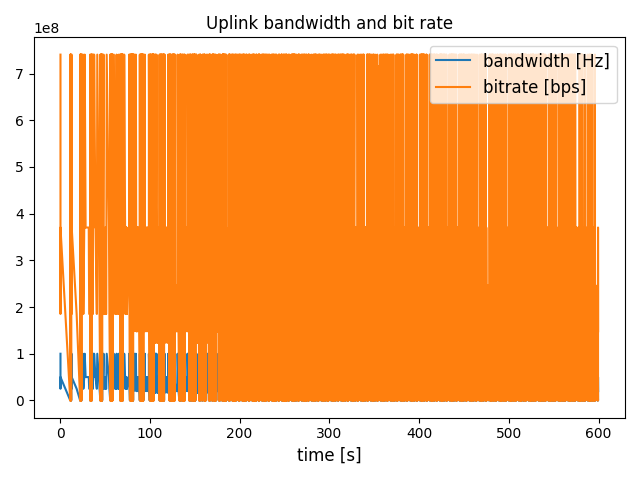 Uplink bandwidth and bit rate
1e8
bandwidth [Hz]
bitrate [bps]
7
6
5
4
3
2
1
0
0 100 200 300 400 500 600
time [s]